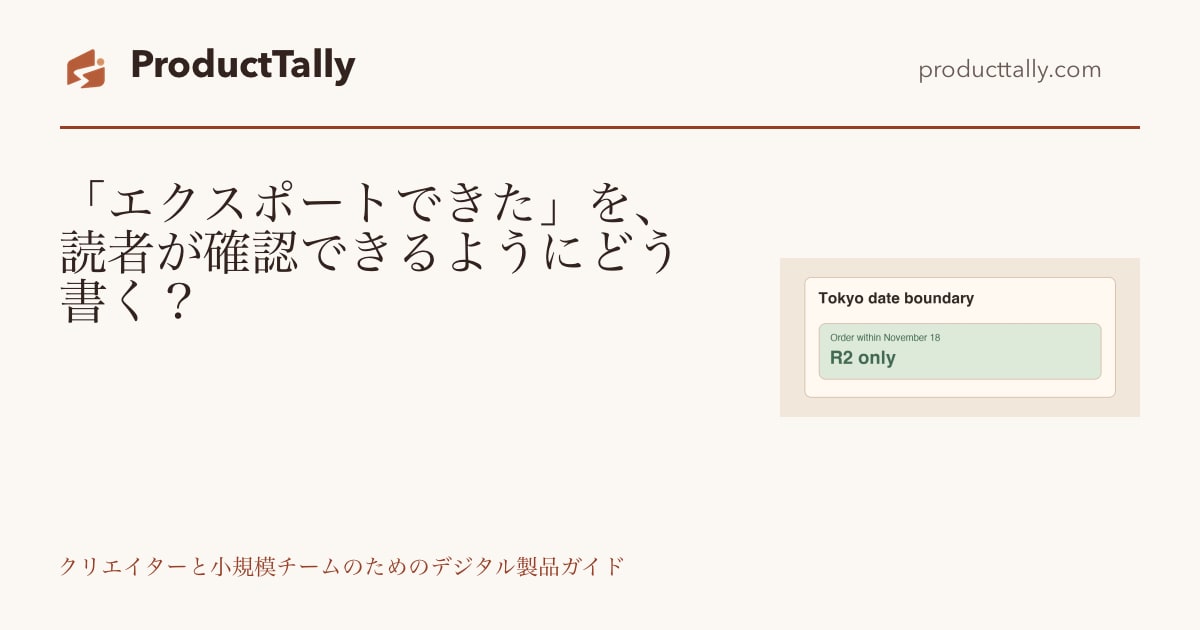 ProductTally
producttally.com
「エクスポートできた」を、
読者が確認できるようにどう
書く？
Tokyo date boundary
Order within November 18
R2 only
クリエイターと小規模チームのためのデジタル製品ガイド